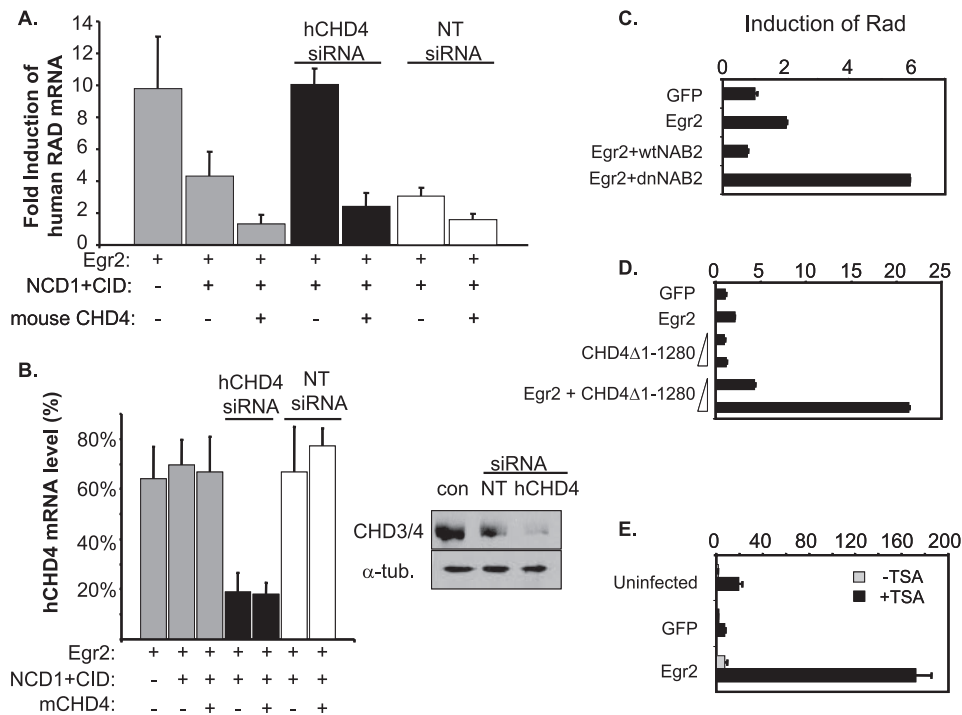 A.
Fold Induction of
human RAD mRNA
14
12
10
8
6
4
2
0
hCHD4
siRNA
NT
siRNA
Egr2: + + + + + + +
NCD1+CID: - + + + + + +
mouse CHD4: - - + - + - +
B.
hCHD4 mRNA level (%)
80%
60%
40%
20%
hCHD4
siRNA
NT
siRNA
Egr2: + + + + + + +
NCD1+CID: - + + + + + +
mCHD4: - - + - + - +
siRNA
con NT hCHD4
CHD3/4
α-tub.
C.
Induction of Rad
0 2 4 6
GFP
Egr2
Egr2+wtNAB2
Egr2+dnNAB2
D.
0 5 10 15 20 25
GFP
Egr2
CHD4Δ1-1280
Egr2 + CHD4Δ1-1280
E.
0 40 80 120 160 200
Uninfected
GFP
Egr2
-TSA
+TSA